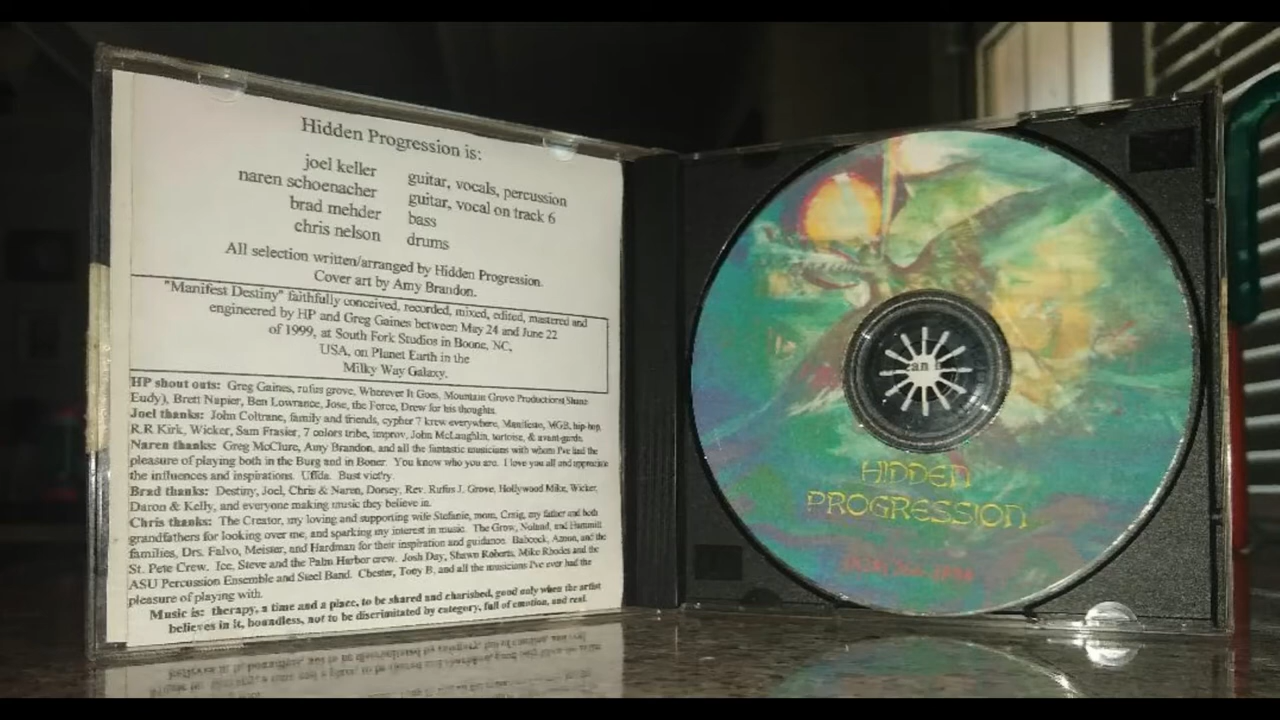 Hidden Progression is:
joel keller guitar, vocals, percussion
naren schoenacher guitar, vocal on track 6
brad mehder bass
chris nelson drums
All selection written/arranged by Hidden Progression.
Cover art by Amy Brandon.
"Manifest Destiny" faithfully conceived, recorded, mixed, edited, mastered and
engineered by HP and Greg Gaines between May 24 and June 22
of 1999, at South Fork Studios in Boone, NC,
USA, on Planet Earth in the
Milky Way Galaxy.
HP shout outs: Greg Gaines, rufus grove, Wherever It Goes, Mountain Grove Productions(Shane
Eudy), Brett Napier, Ben Lowrance, Jose, the Force, Drew for his thoughts.
Joel thanks: John Coltrane, family and friends, cypher 7 krew everywhere, Manificus, MGB, hip-hop,
R.R Kirk, Wicker, Sam Frasier, 7 colors tribe, improv, John McLaughlin, tortoise, & avant-garde.
Naren thanks: Greg McClure, Amy Brandon, and all the fantastic musicians with whom I've had the
pleasure of playing both in the Burg and in Boner. You know who you are. I love you all and appreciate
the influences and inspirations. Uffda. Bust vict'ry.
Brad thanks: Destiny, Joel, Chris & Naren, Dorsey, Rev. Rufus J. Grove, Hollywood Mike, Wicker,
Daron & Kelly, and everyone making music they believe in.
Chris thanks: The Creator, my loving and supporting wife Stefanie, mom, Craig, my father and both
grandfathers for looking over me, and sparking my interest in music. The Grow, Noland, and Hummill
families, Drs. Falvo, Meister, and Hardman for their inspiration and guidance. Babcock, Amon, and the
St. Pete Crew. Ice, Steve and the Palm Harbor crew. Josh Day, Shawn Roberts, Mike Rhodes and the
ASU Percussion Ensemble and Steel Band. Chester, Tony B, and all the musicians I've ever had the
pleasure of playing with.
Music is: therapy, a time and a place, to be shared and cherished, good only when the artist
believes in it, boundless, not to be discriminated by category, full of emotion, and real.
HIDDEN
PROGRESSION